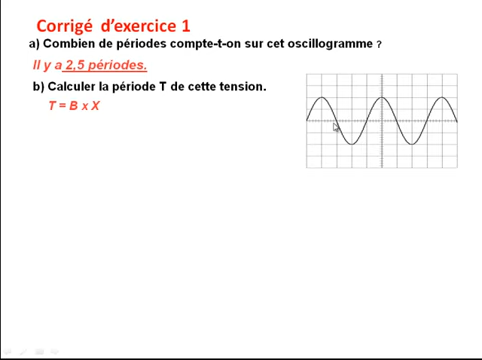 Corrigé d'exercice 1
a) Combien de périodes compte-t-on sur cet oscillogramme ?
Il y a 2,5 périodes.
b) Calculer la période T de cette tension.
T = B x X